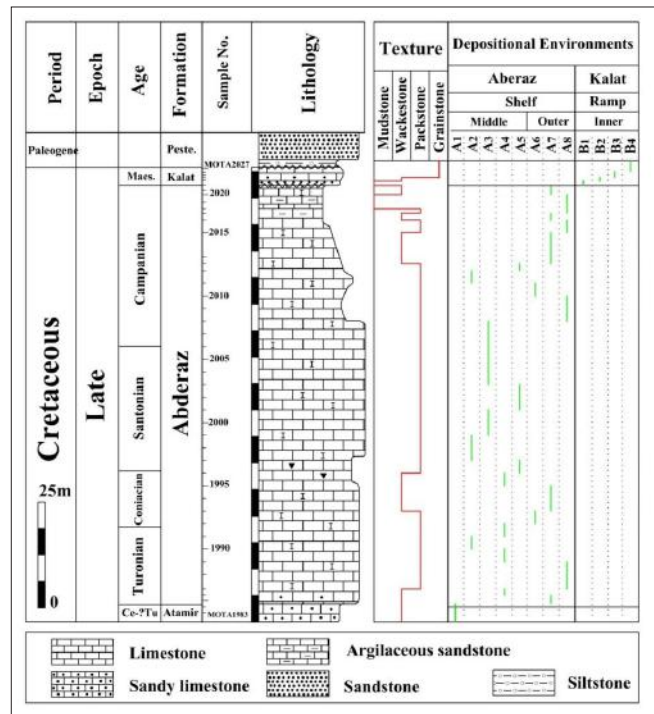 Period
Epoch
Age
Formation
Sample No.
Lithology
Texture
Mudstone
Wackestone
Packstone
Grainstone
Depositional Environments
Aberaz
Kalat
Shelf
Ramp
Middle
Outer
Inner
A1
A2
A3
A4
A5
A6
A7
A8
B1
B2
B3
B4
Paleogene
Peste.
MOTA2027
Maes.
Kalat
2020
2015
Campanian
2010
2005
Cretaceous
Late
Abderaz
Santonian
2000
1995
Coniacian
25m
1990
Turonian
0
Ce-?Tu
Atamir
MOTA1983
Limestone
Argilaceous sandstone
Sandy limestone
Sandstone
Siltstone